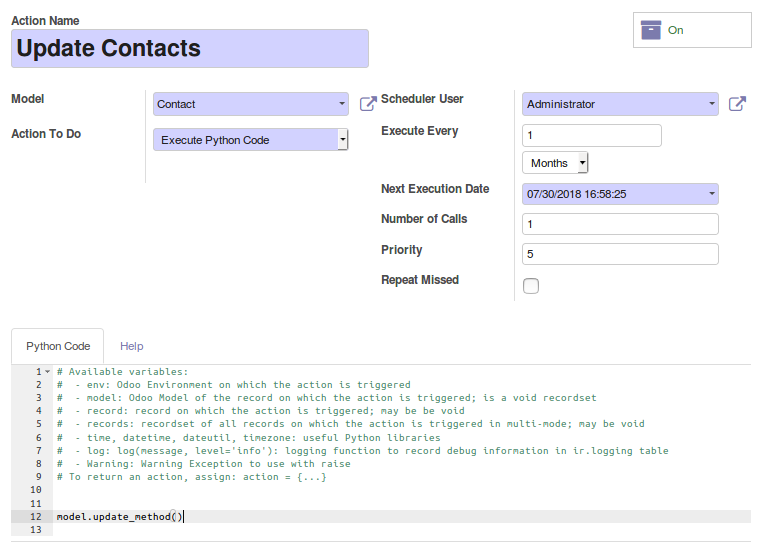 Action Name
Update Contacts
On
Model
Contact
Action To Do
Execute Python Code
Scheduler User
Administrator
Execute Every
1
Months
Next Execution Date
07/30/2018 16:58:25
Number of Calls
1
Priority
5
Repeat Missed
Python Code
Help
1 # Available variables:
2 #  - env: Odoo Environment on which the action is triggered
3 #  - model: Odoo Model of the record on which the action is triggered; is a void recordset
4 #  - record: record on which the action is triggered; may be be void
5 #  - records: recordset of all records on which the action is triggered in multi-mode; may be void
6 #  - time, datetime, dateutil, timezone: useful Python libraries
7 #  - log: log(message, level='info'): logging function to record debug information in ir.logging table
8 #  - Warning: Warning Exception to use with raise
9 # To return an action, assign: action = {...}
10
11
12 model.update_method()
13